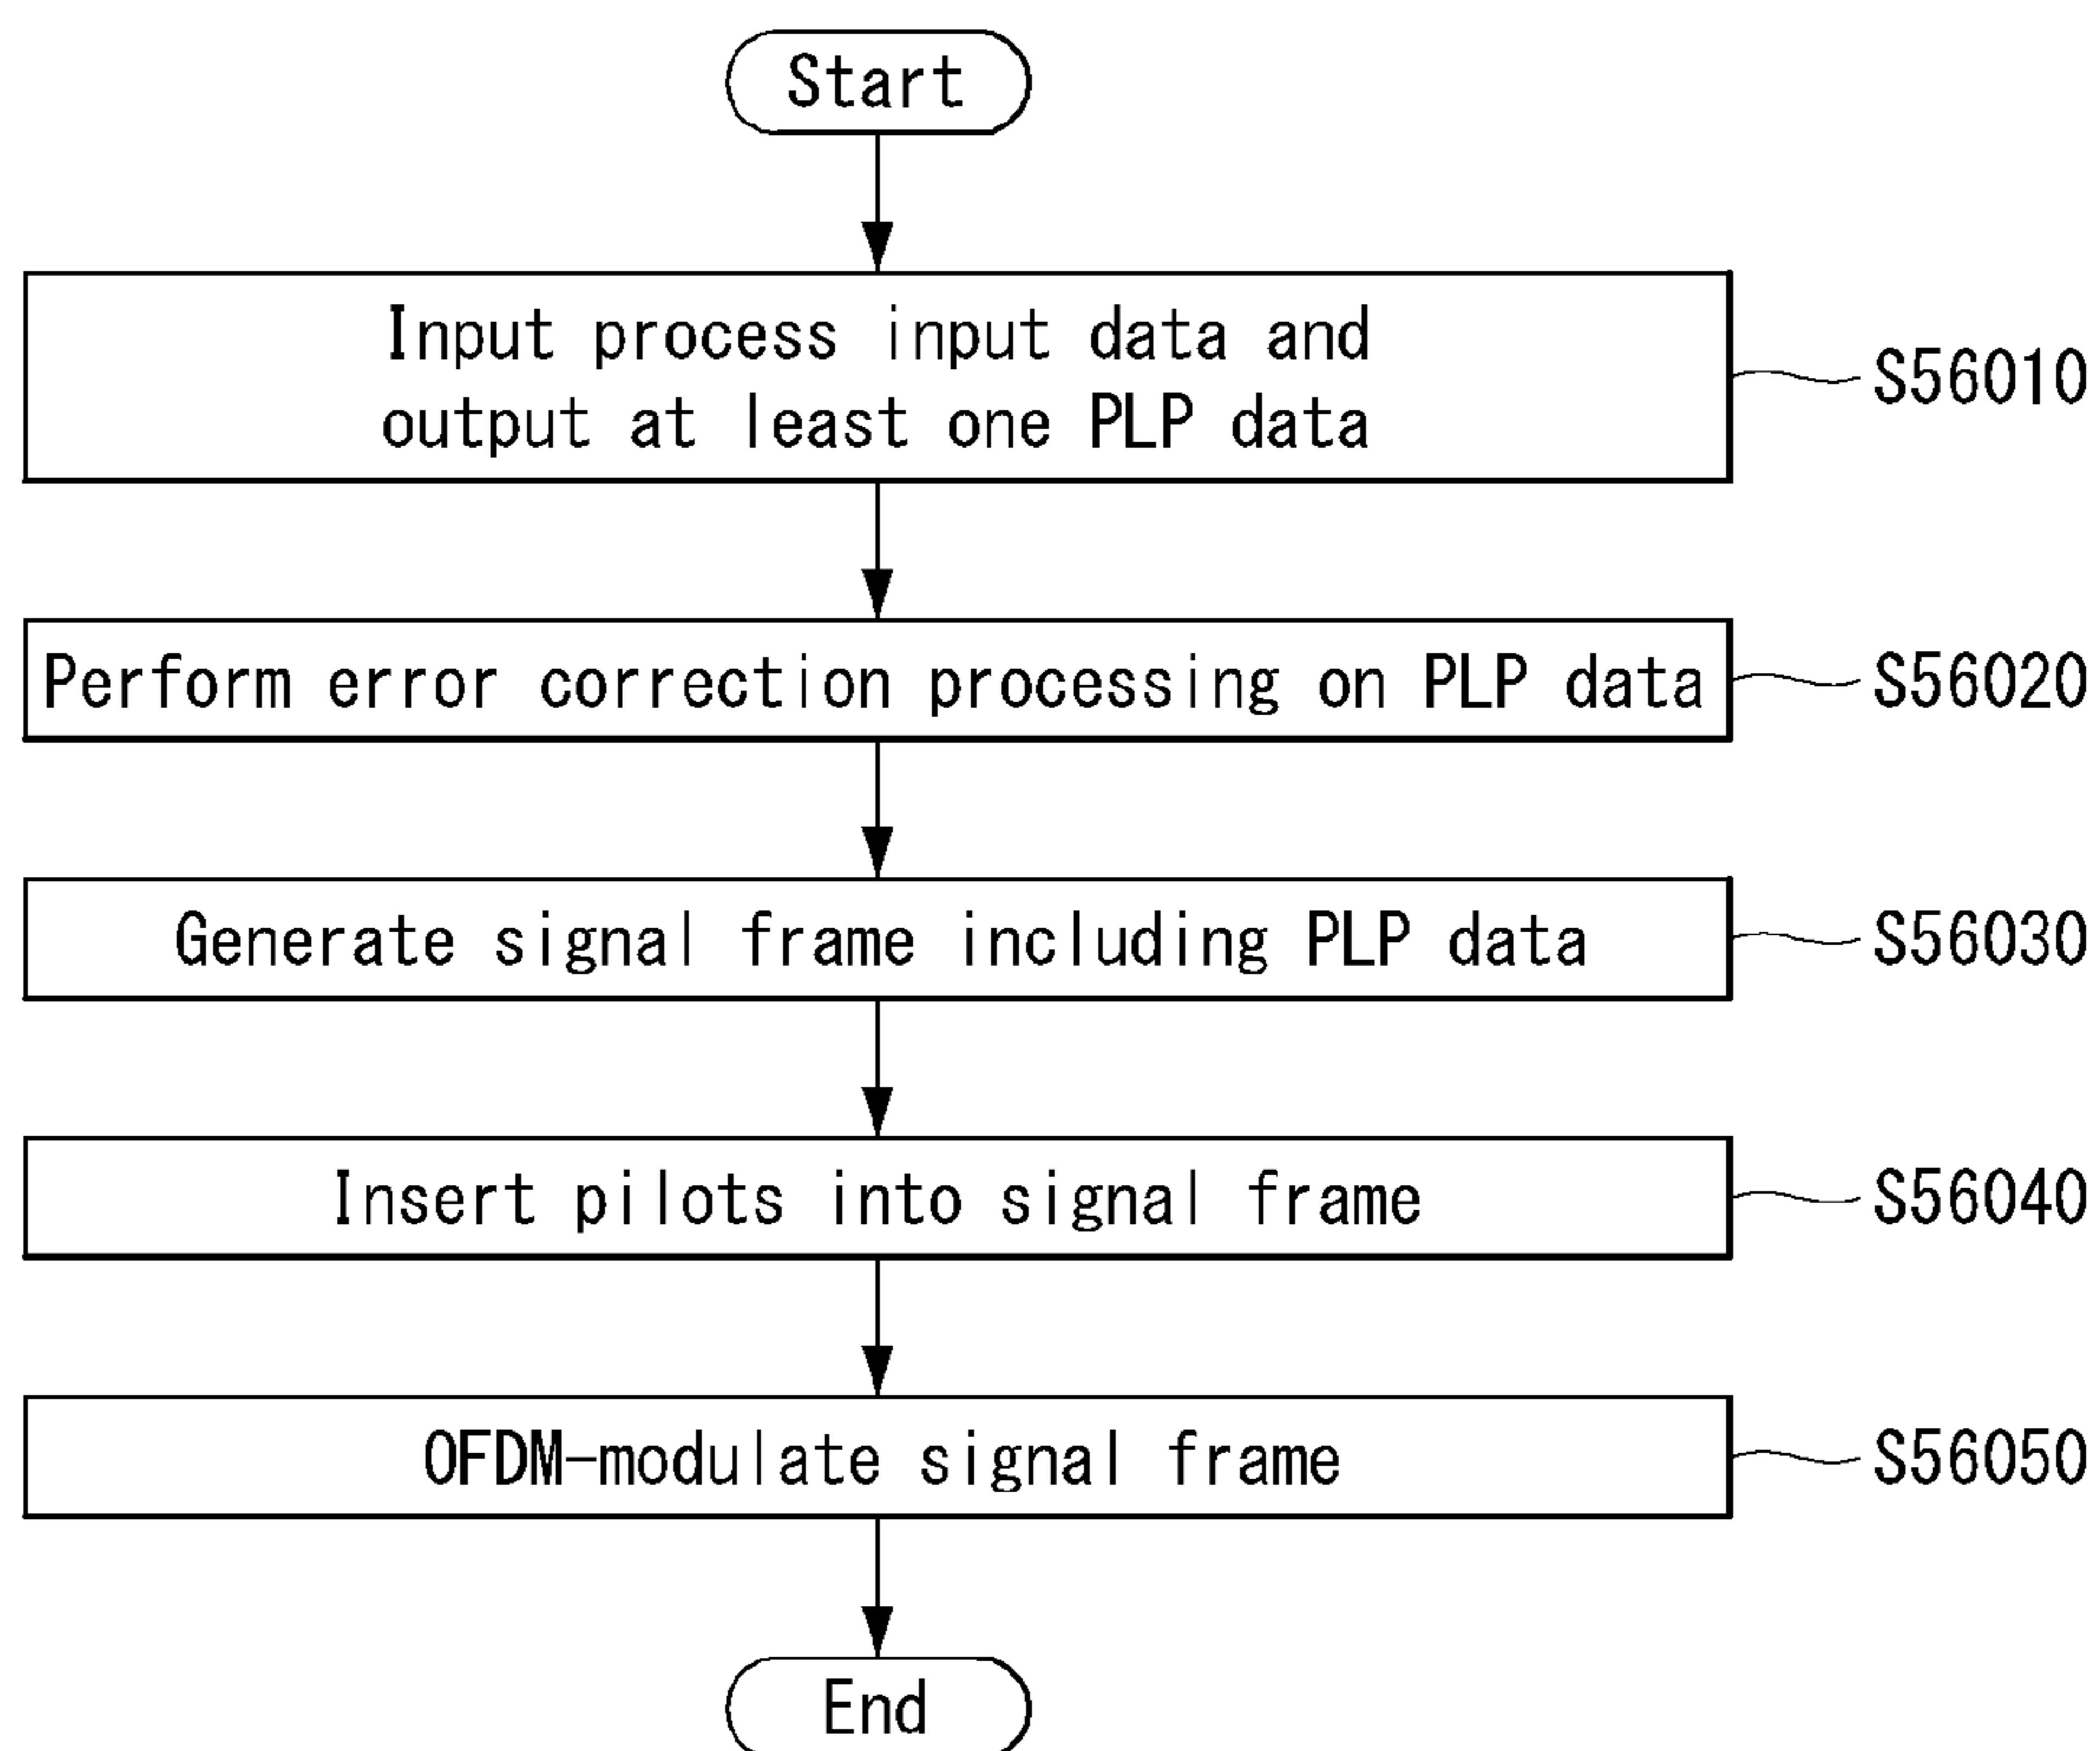 Start
Input process input data and
output at least one PLP data
S56010
Perform error correction processing on PLP data
S56020
Generate signal frame including PLP data
S56030
Insert pilots into signal frame
S56040
OFDM-modulate signal frame
S56050
End